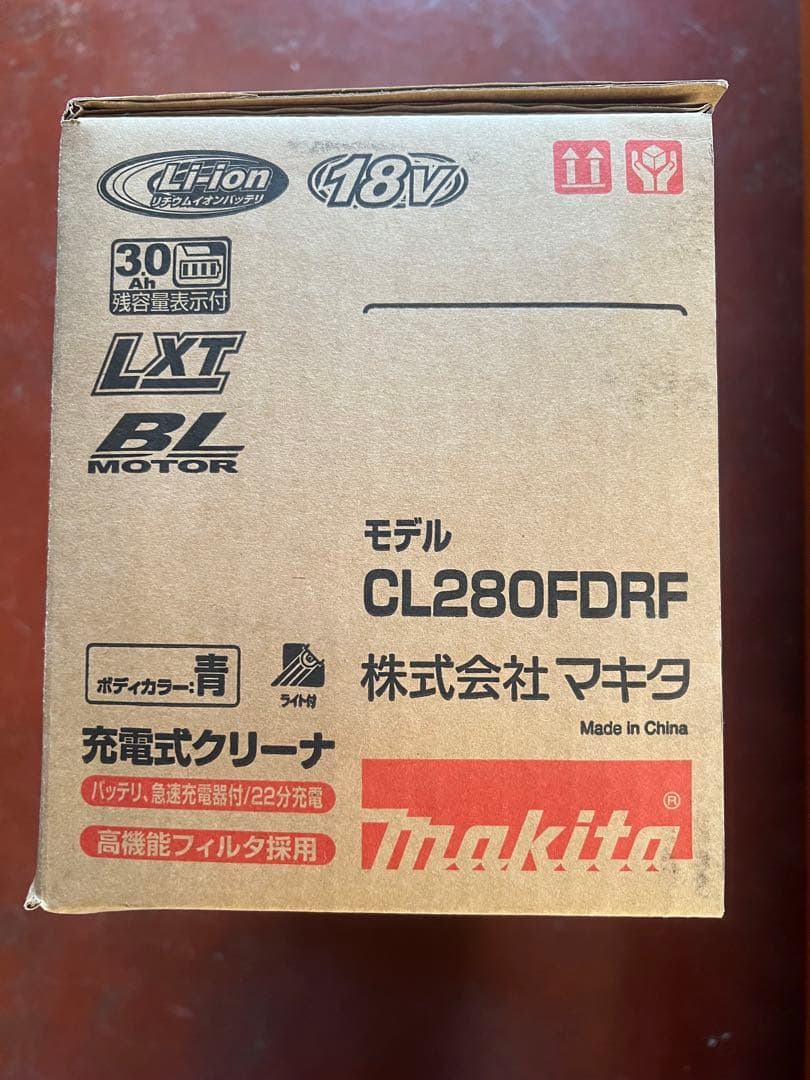 Li-ion
リチウムイオンバッテリ
18V
3.0
Ah
残容量表示付
LXT
BL
MOTOR
モデル
CL280FDRF
ボディカラー:青
ライト付
株式会社マキタ
Made in China
充電式クリーナ
バッテリ、急速充電器付/22分充電
高機能フィルタ採用
makita®